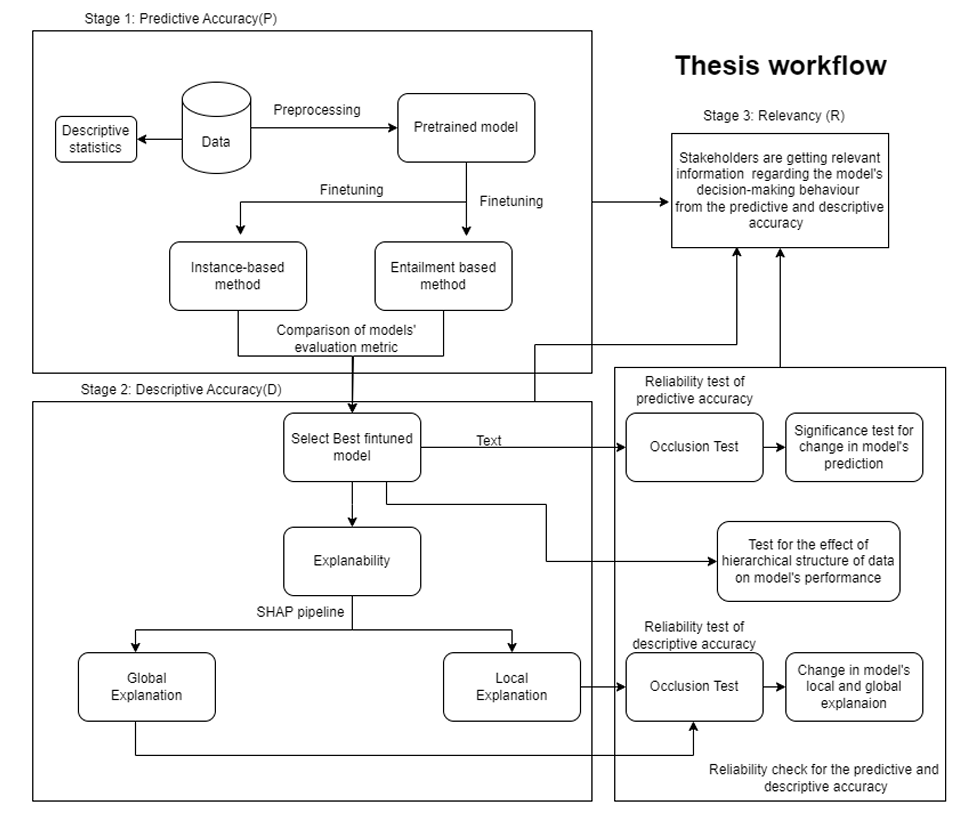 Stage 1: Predictive Accuracy(P)
Thesis workflow
Descriptive
statistics
Data
Preprocessing
Pretrained model
Finetuning
Finetuning
Instance-based
method
Entailment based
method
Comparison of models'
evaluation metric
Stage 3: Relevancy (R)
Stakeholders are getting relevant
information regarding the model's
decision-making behaviour
from the predictive and descriptive
accuracy
Stage 2: Descriptive Accuracy(D)
Select Best fintuned
model
Text
Explanability
SHAP pipeline
Global
Explanation
Local
Explanation
Reliability test of
predictive accuracy
Occlusion Test
Significance test for
change in model's
prediction
Test for the effect of
hierarchical structure of data
on model's performance
Reliability test of
descriptive accuracy
Occlusion Test
Change in model's
local and global
explanaion
Reliability check for the predictive and
descriptive accuracy